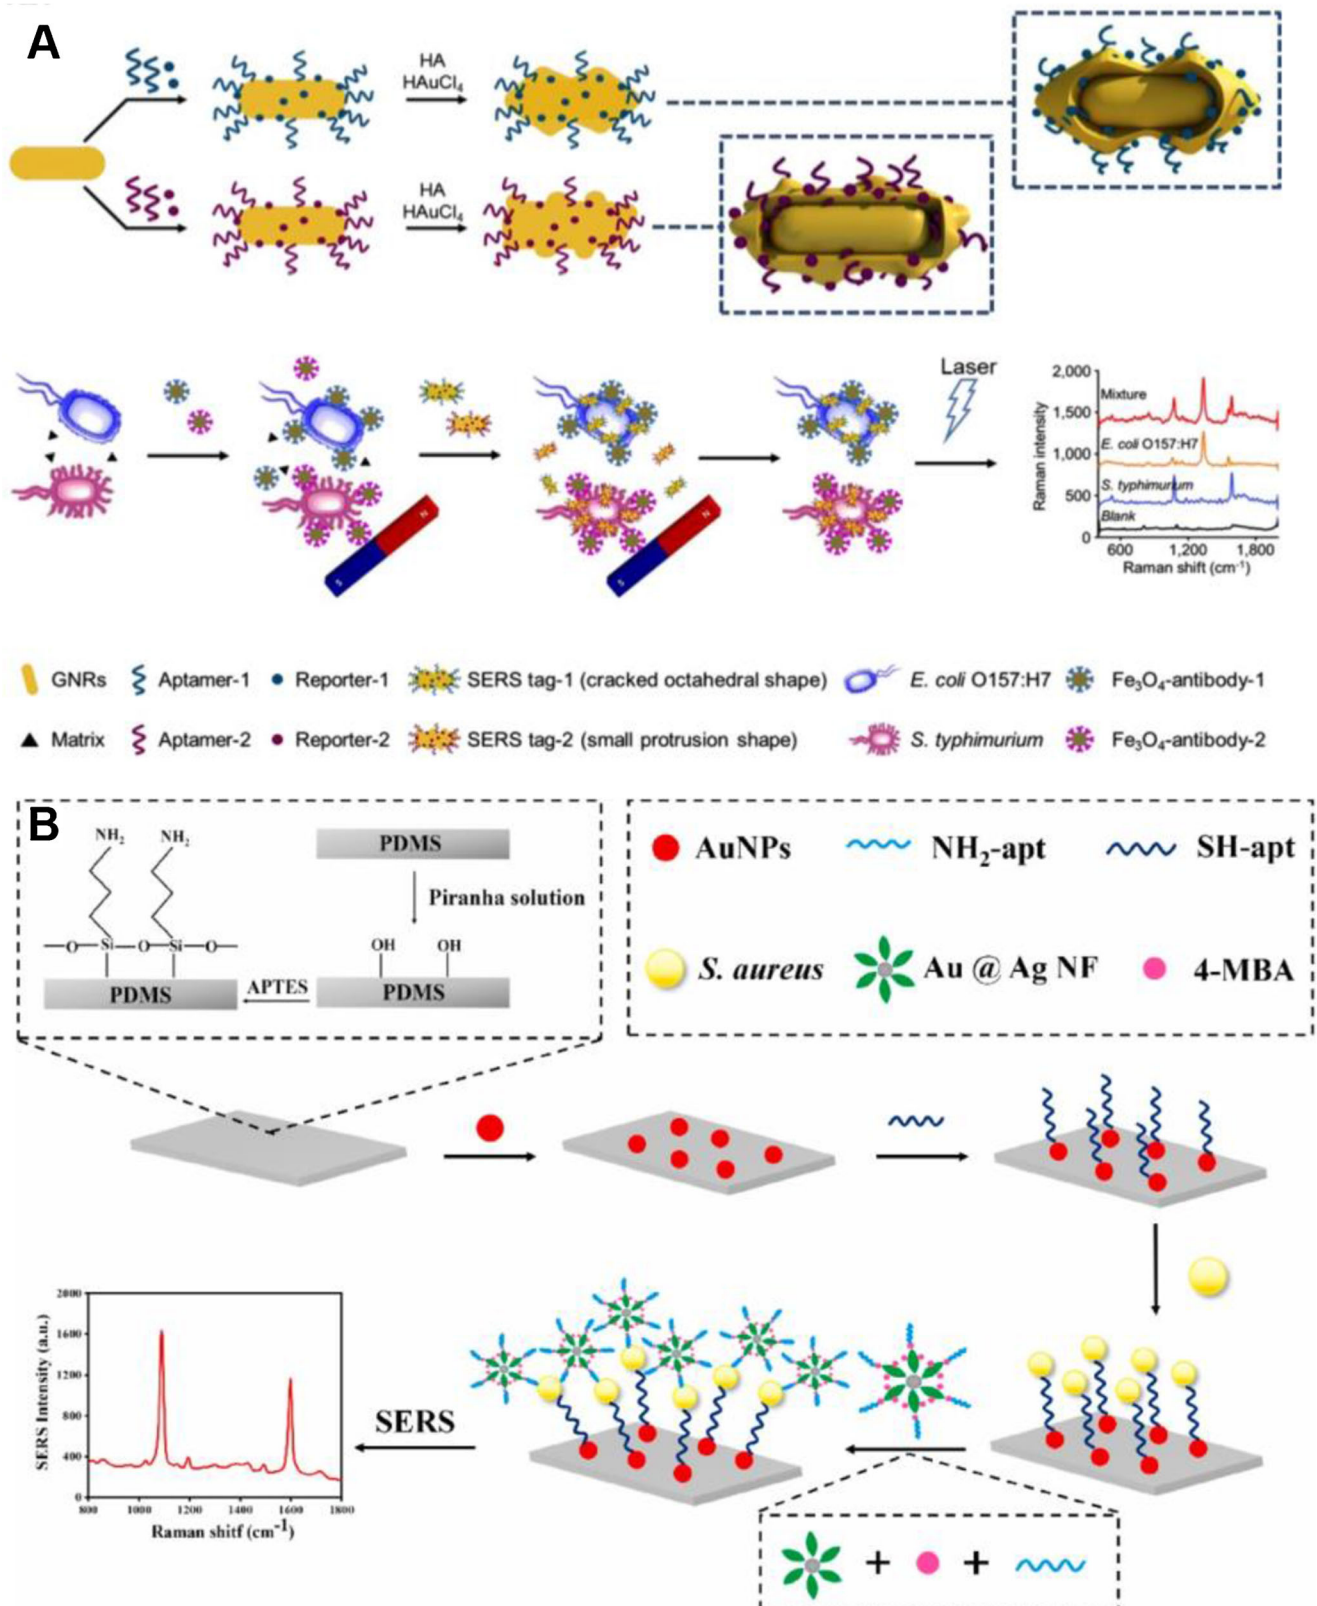 A
HA
HAuCl4
HA
HAuCl4
Laser
2,000
1,500
1,000
500
0
Raman intensity
Mixture
E. coli O157:H7
S. typhimurium
Blank
600 1,200 1,800
Raman shift (cm-1)
N
S
N
S
GNRs Aptamer-1 Reporter-1 SERS tag-1 (cracked octahedral shape) E. coli O157:H7 Fe3O4-antibody-1
Matrix Aptamer-2 Reporter-2 SERS tag-2 (small protrusion shape) S. typhimurium Fe3O4-antibody-2
B
NH2 NH2
O Si O Si O
PDMS
APTES
PDMS
Piranha solution
OH OH
PDMS
AuNPs NH2-apt SH-apt
S. aureus Au @ Ag NF 4-MBA
2000
1600
1200
800
400
0
SERS Intensity (a.u.)
800 1000 1200 1400 1600 1800
Raman shitf (cm-1)
SERS
+ +